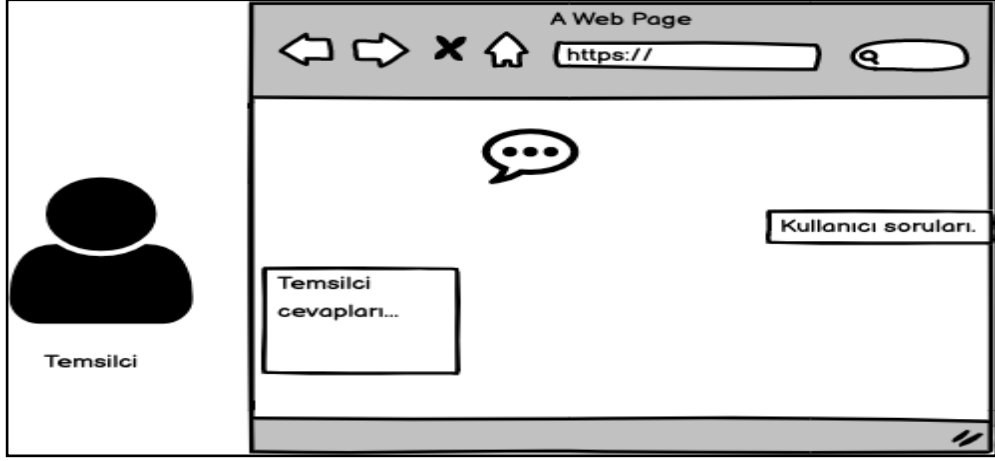 A Web Page
https://
Kullanıcı soruları.
Temsilci
cevapları...
Temsilci